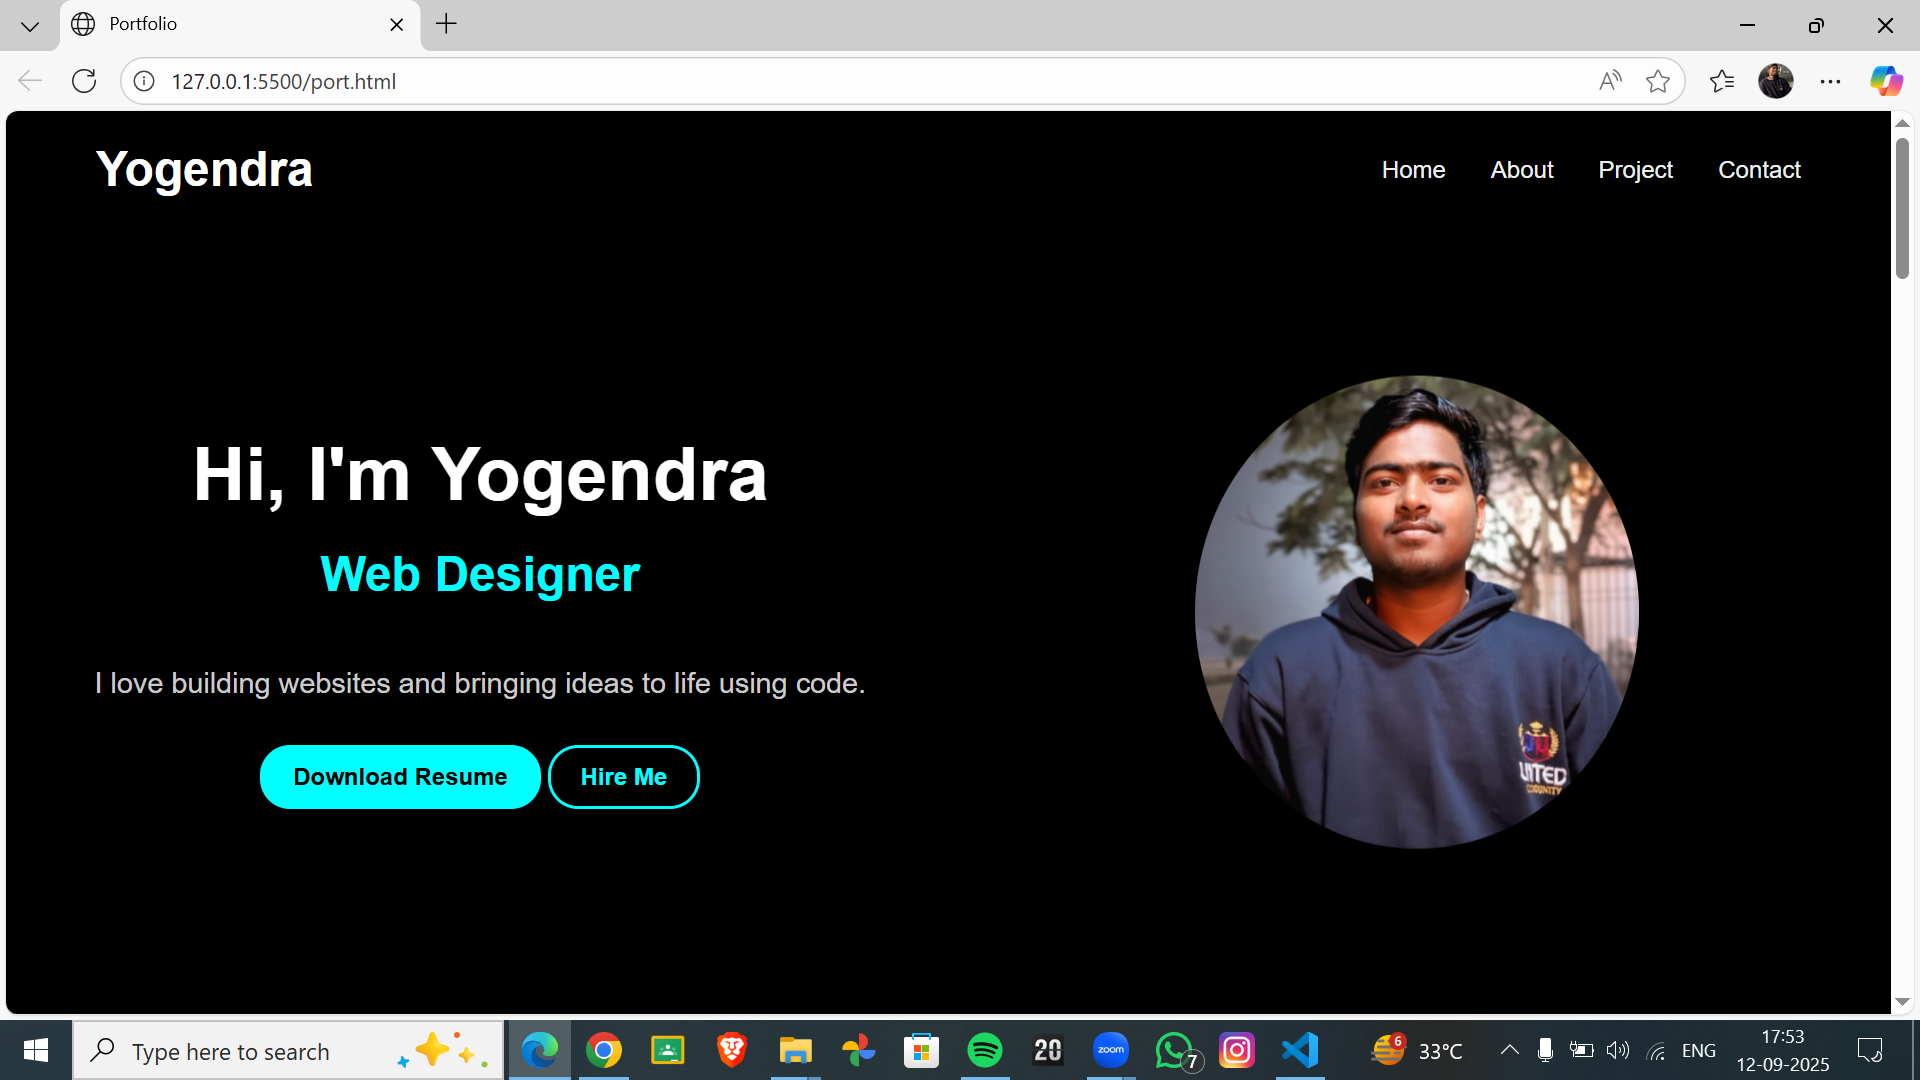 Portfolio
127.0.0.1:5500/port.html
Yogendra
Home About Project Contact
Hi, I'm Yogendra
Web Designer
I love building websites and bringing ideas to life using code.
Download Resume Hire Me
UNITED
Type here to search
20
zoom
7
6
33°C
ENG
17:53
12-09-2025